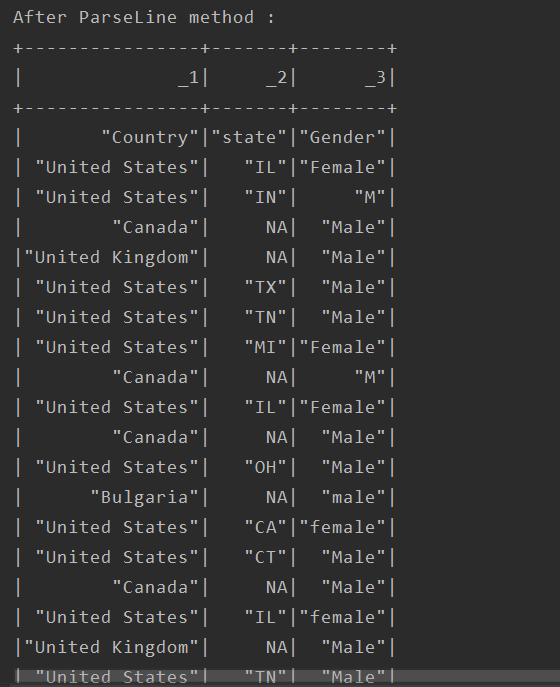 After ParseLine method :
+----------------+-------+--------+
|              _1|     _2|      _3|
+----------------+-------+--------+
|       "Country"|"state"|"Gender"|
| "United States"|   "IL"|"Female"|
| "United States"|   "IN"|     "M"|
|        "Canada"|     NA|  "Male"|
|"United Kingdom"|     NA|  "Male"|
| "United States"|   "TX"|  "Male"|
| "United States"|   "TN"|  "Male"|
| "United States"|   "MI"|"Female"|
|        "Canada"|     NA|     "M"|
| "United States"|   "IL"|"Female"|
|        "Canada"|     NA|  "Male"|
| "United States"|   "OH"|  "Male"|
|      "Bulgaria"|     NA|  "male"|
| "United States"|   "CA"|"female"|
| "United States"|   "CT"|  "Male"|
|        "Canada"|     NA|  "Male"|
| "United States"|   "IL"|"female"|
|"United Kingdom"|     NA|  "Male"|
| "United States"|   "TN"|  "Male"|